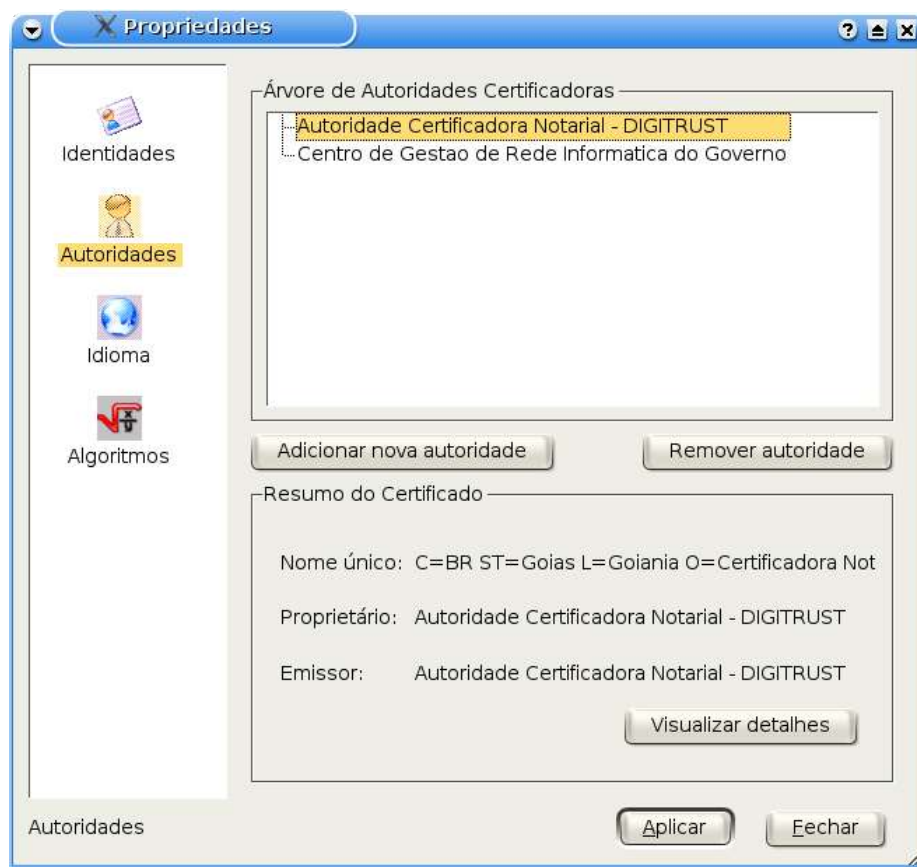 Propriedades
Identidades
Autoridades
Idioma
Algoritmos
Árvore de Autoridades Certificadoras
Autoridade Certificadora Notarial - DIGITRUST
Centro de Gestao de Rede Informatica do Governo
Adicionar nova autoridade
Remover autoridade
Resumo do Certificado
Nome único: C=BR ST=Goias L=Goiania O=Certificadora Not
Proprietário: Autoridade Certificadora Notarial - DIGITRUST
Emissor: Autoridade Certificadora Notarial - DIGITRUST
Visualizar detalhes
Autoridades
Aplicar
Fechar